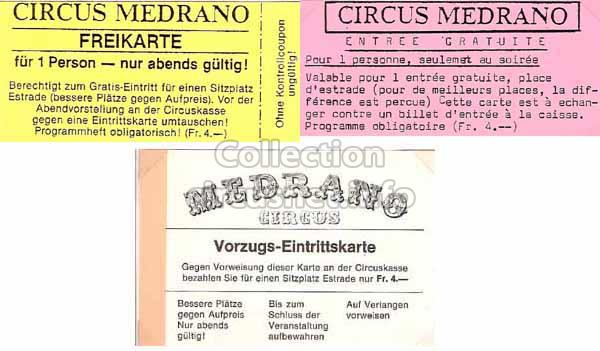 CIRCUS MEDRANO
FREIKARTE
für 1 Person — nur abends gültig!
Berechtigt zum Gratis-Eintritt für einen Sitzplatz
Estrade (bessere Plätze gegen Aufpreis). Vor der
Abendvorstellung an der Circuskasse
gegen eine Eintrittskarte umtauschen!
Programmheft obligatorisch! (Fr. 4.—)
Ohne Kontrollcoupon
ungültig!
CIRCUS MEDRANO
ENTREE GRATUITE
Pour 1 personne, seulemet au soirée
Valable pour 1 entrée gratuite, place
d'estrade (pour de meilleurs places, la dif-
férence est percue) Cette carte est à echan-
ger contre un billet d'entrée à la caisse.
Programme obligatoire (Fr. 4.--)
Collection
circusnet.info
MEDRANO
CIRCUS
Vorzugs-Eintrittskarte
Gegen Vorweisung dieser Karte an der Circuskasse
bezahlen Sie für einen Sitzplatz Estrade nur Fr. 4.—
Bessere Plätze
gegen Aufpreis
Nur abends
gültig!
Bis zum
Schluss der
Veranstaltung
aufbewahren
Auf Verlangen
vorweisen